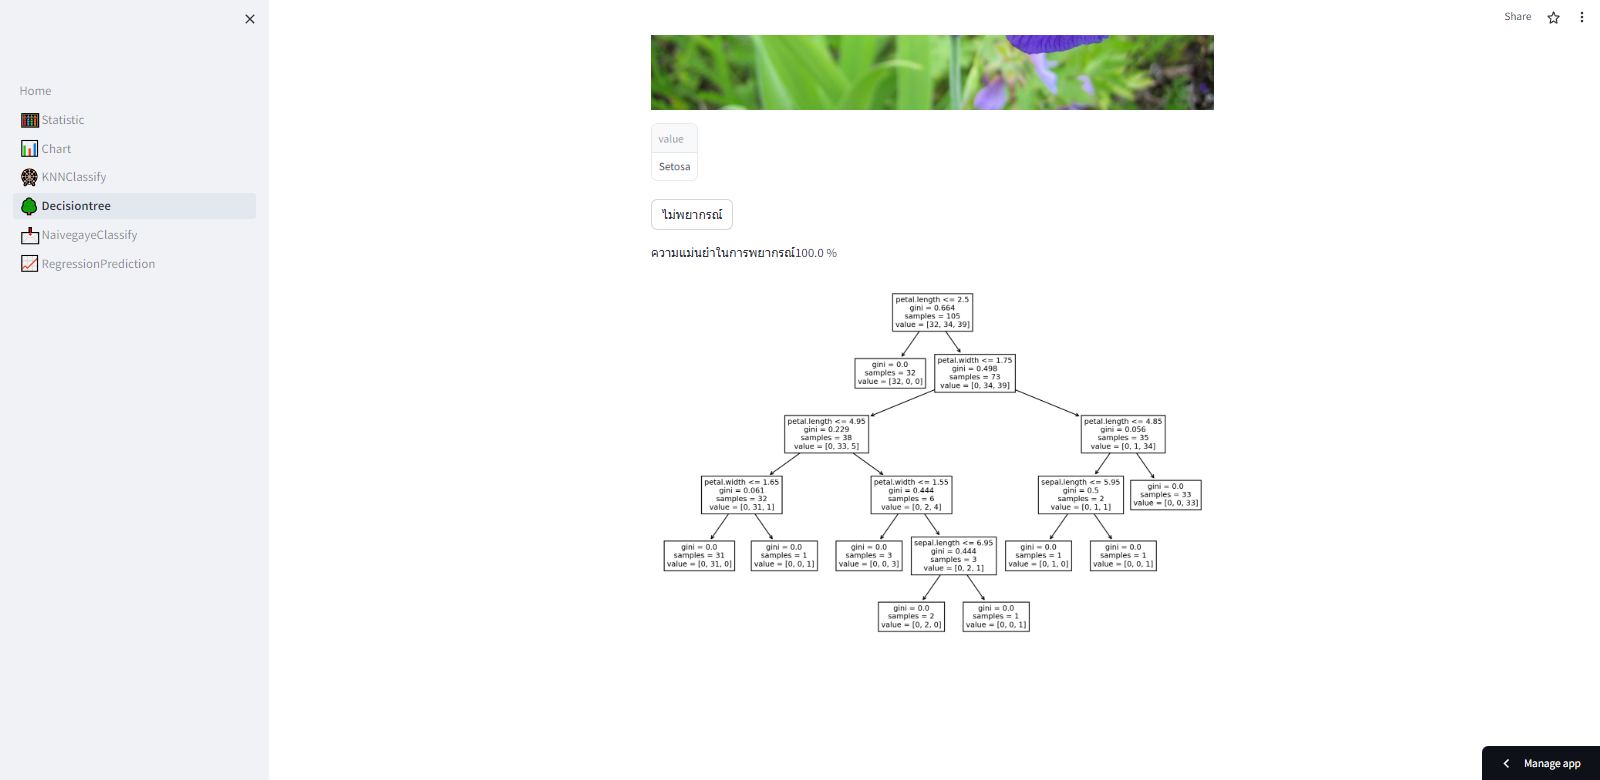 Share
Home
Statistic
Chart
KNNClassify
Decisiontree
NaivegayeClassify
RegressionPrediction
value
Setosa
ไม่พยากรณ์
ความแม่นยำในการพยากรณ์100.0 %
petal.length <= 2.5
gini = 0.664
samples = 105
value = [32, 34, 39]
gini = 0.0
samples = 32
value = [32, 0, 0]
petal.width <= 1.75
gini = 0.498
samples = 73
value = [0, 34, 39]
petal.length <= 4.95
gini = 0.229
samples = 38
value = [0, 33, 5]
petal.length <= 4.85
gini = 0.056
samples = 35
value = [0, 1, 34]
petal.width <= 1.65
gini = 0.061
samples = 32
value = [0, 31, 1]
petal.width <= 1.55
gini = 0.444
samples = 6
value = [0, 2, 4]
sepal.length <= 5.95
gini = 0.5
samples = 2
value = [0, 1, 1]
gini = 0.0
samples = 33
value = [0, 0, 33]
gini = 0.0
samples = 31
value = [0, 31, 0]
gini = 0.0
samples = 1
value = [0, 0, 1]
gini = 0.0
samples = 3
value = [0, 0, 3]
sepal.length <= 6.95
gini = 0.444
samples = 3
value = [0, 2, 1]
gini = 0.0
samples = 1
value = [0, 1, 0]
gini = 0.0
samples = 1
value = [0, 0, 1]
gini = 0.0
samples = 2
value = [0, 2, 0]
gini = 0.0
samples = 1
value = [0, 0, 1]
Manage app